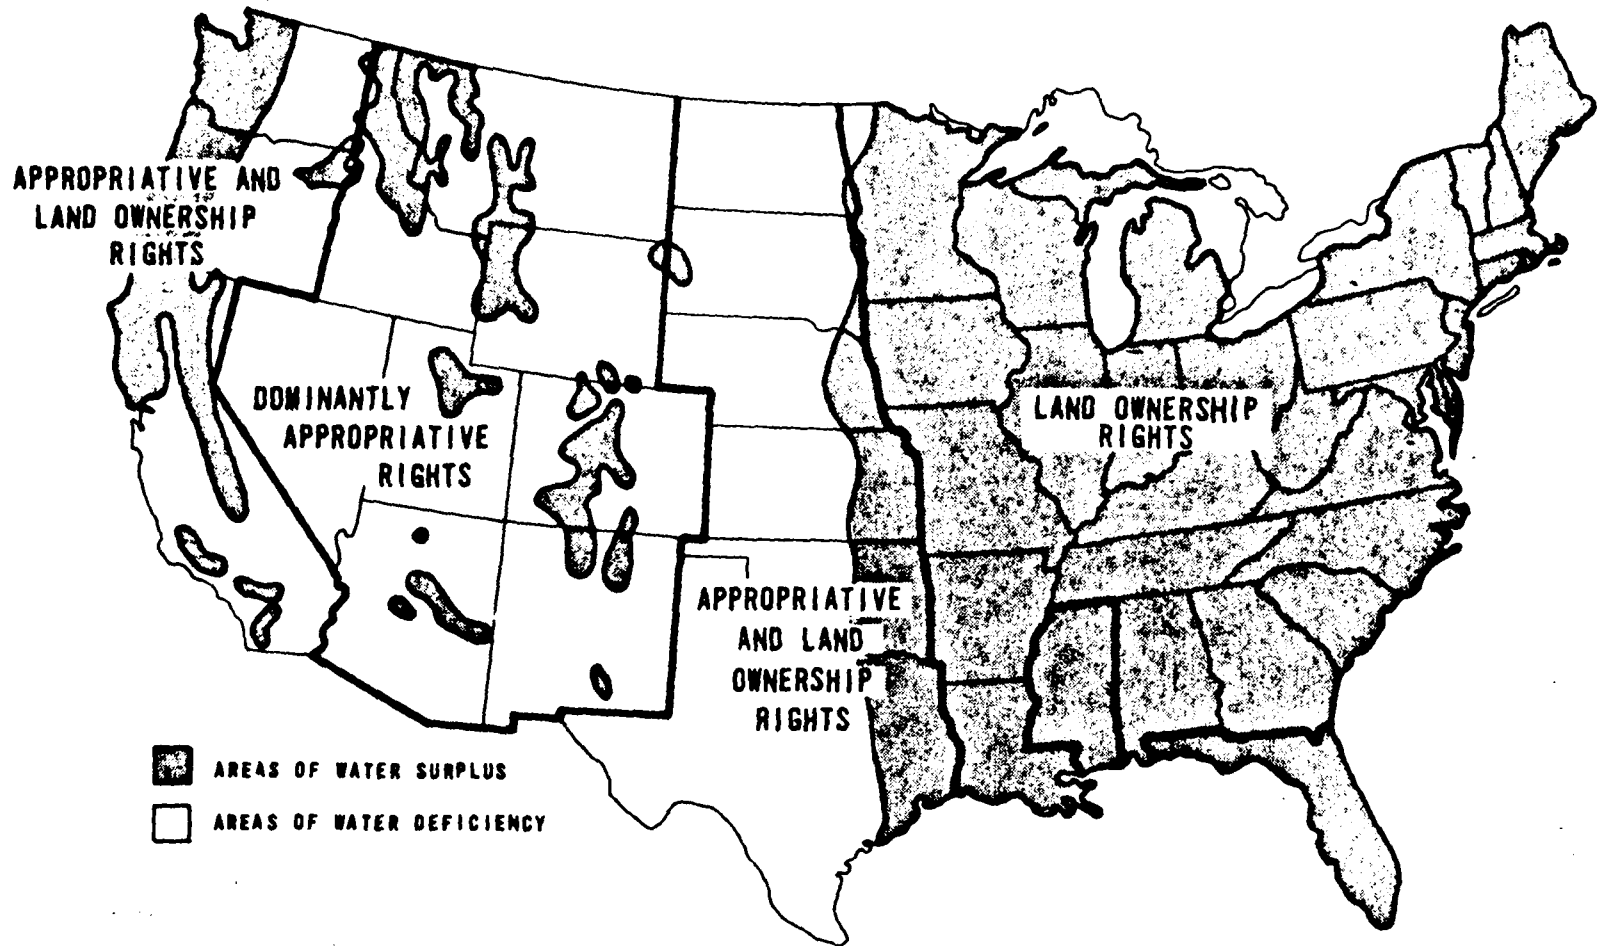 APPROPRIATIVE AND
LAND OWNERSHIP
RIGHTS
DOMINANTLY
APPROPRIATIVE
RIGHTS
LAND OWNERSHIP
RIGHTS
APPROPRIATIVE
AND LAND
OWNERSHIP
RIGHTS
AREAS OF WATER SURPLUS
AREAS OF WATER DEFICIENCY